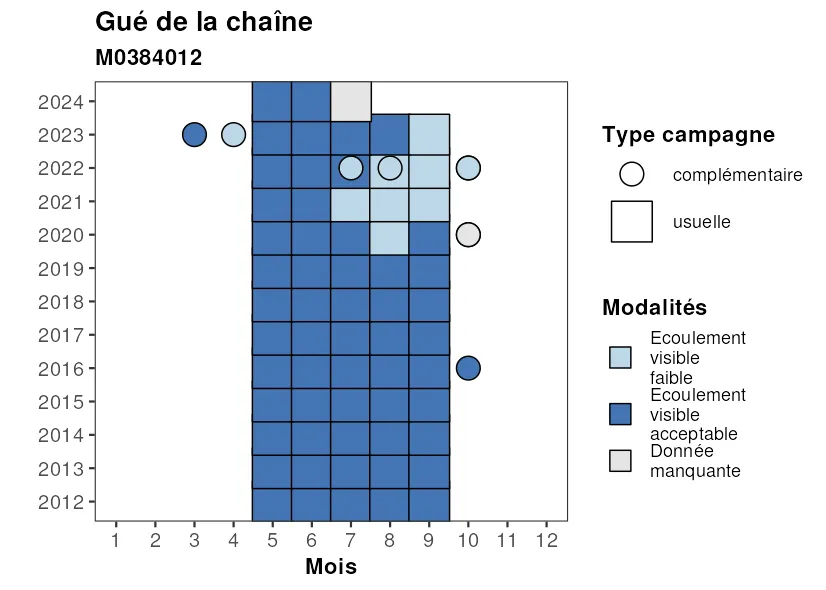 Gué de la chaîne
M0384012
2024
2023
2022
2021
2020
2019
2018
2017
2016
2015
2014
2013
2012
1 2 3 4 5 6 7 8 9 10 11 12
Mois
Type campagne
complémentaire
usuelle
Modalités
Ecoulement
visible
faible
Ecoulement
visible
acceptable
Donnée
manquante